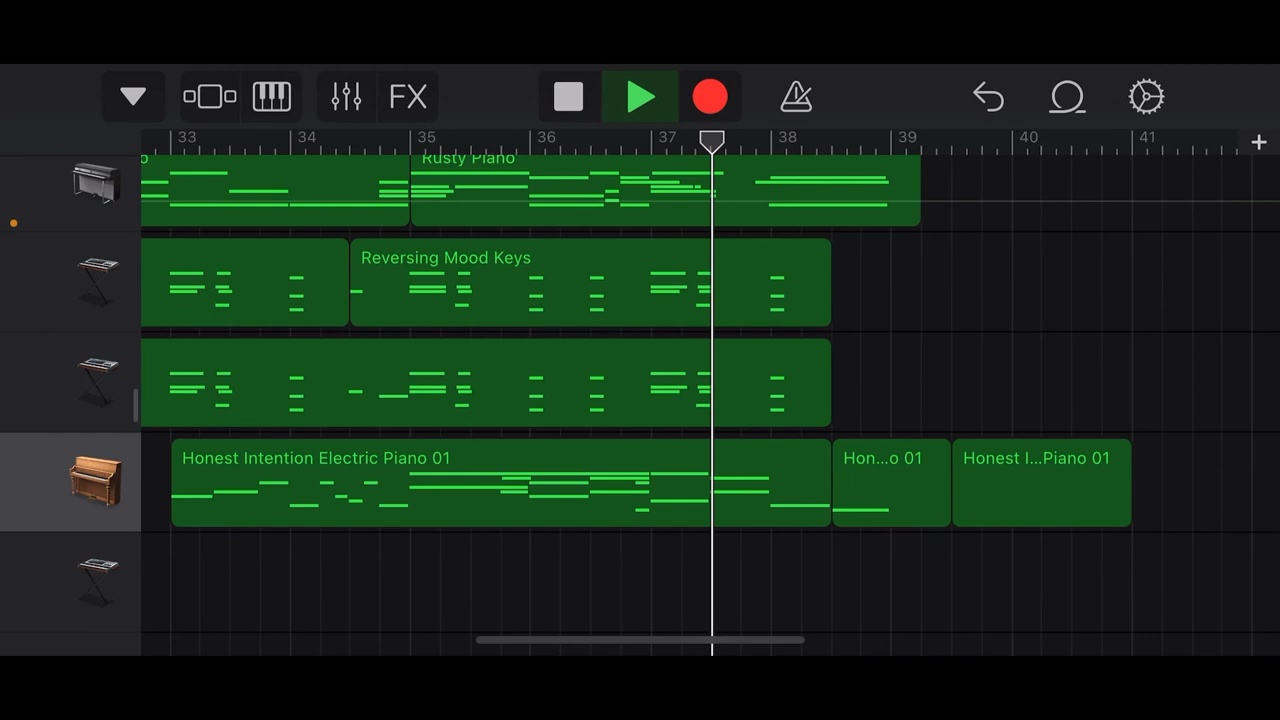 FX
33 34 35 36 37 38 39 40 41 +
o Rusty Piano
Reversing Mood Keys
Honest Intention Electric Piano 01 Hon...o 01 Honest I...Piano 01